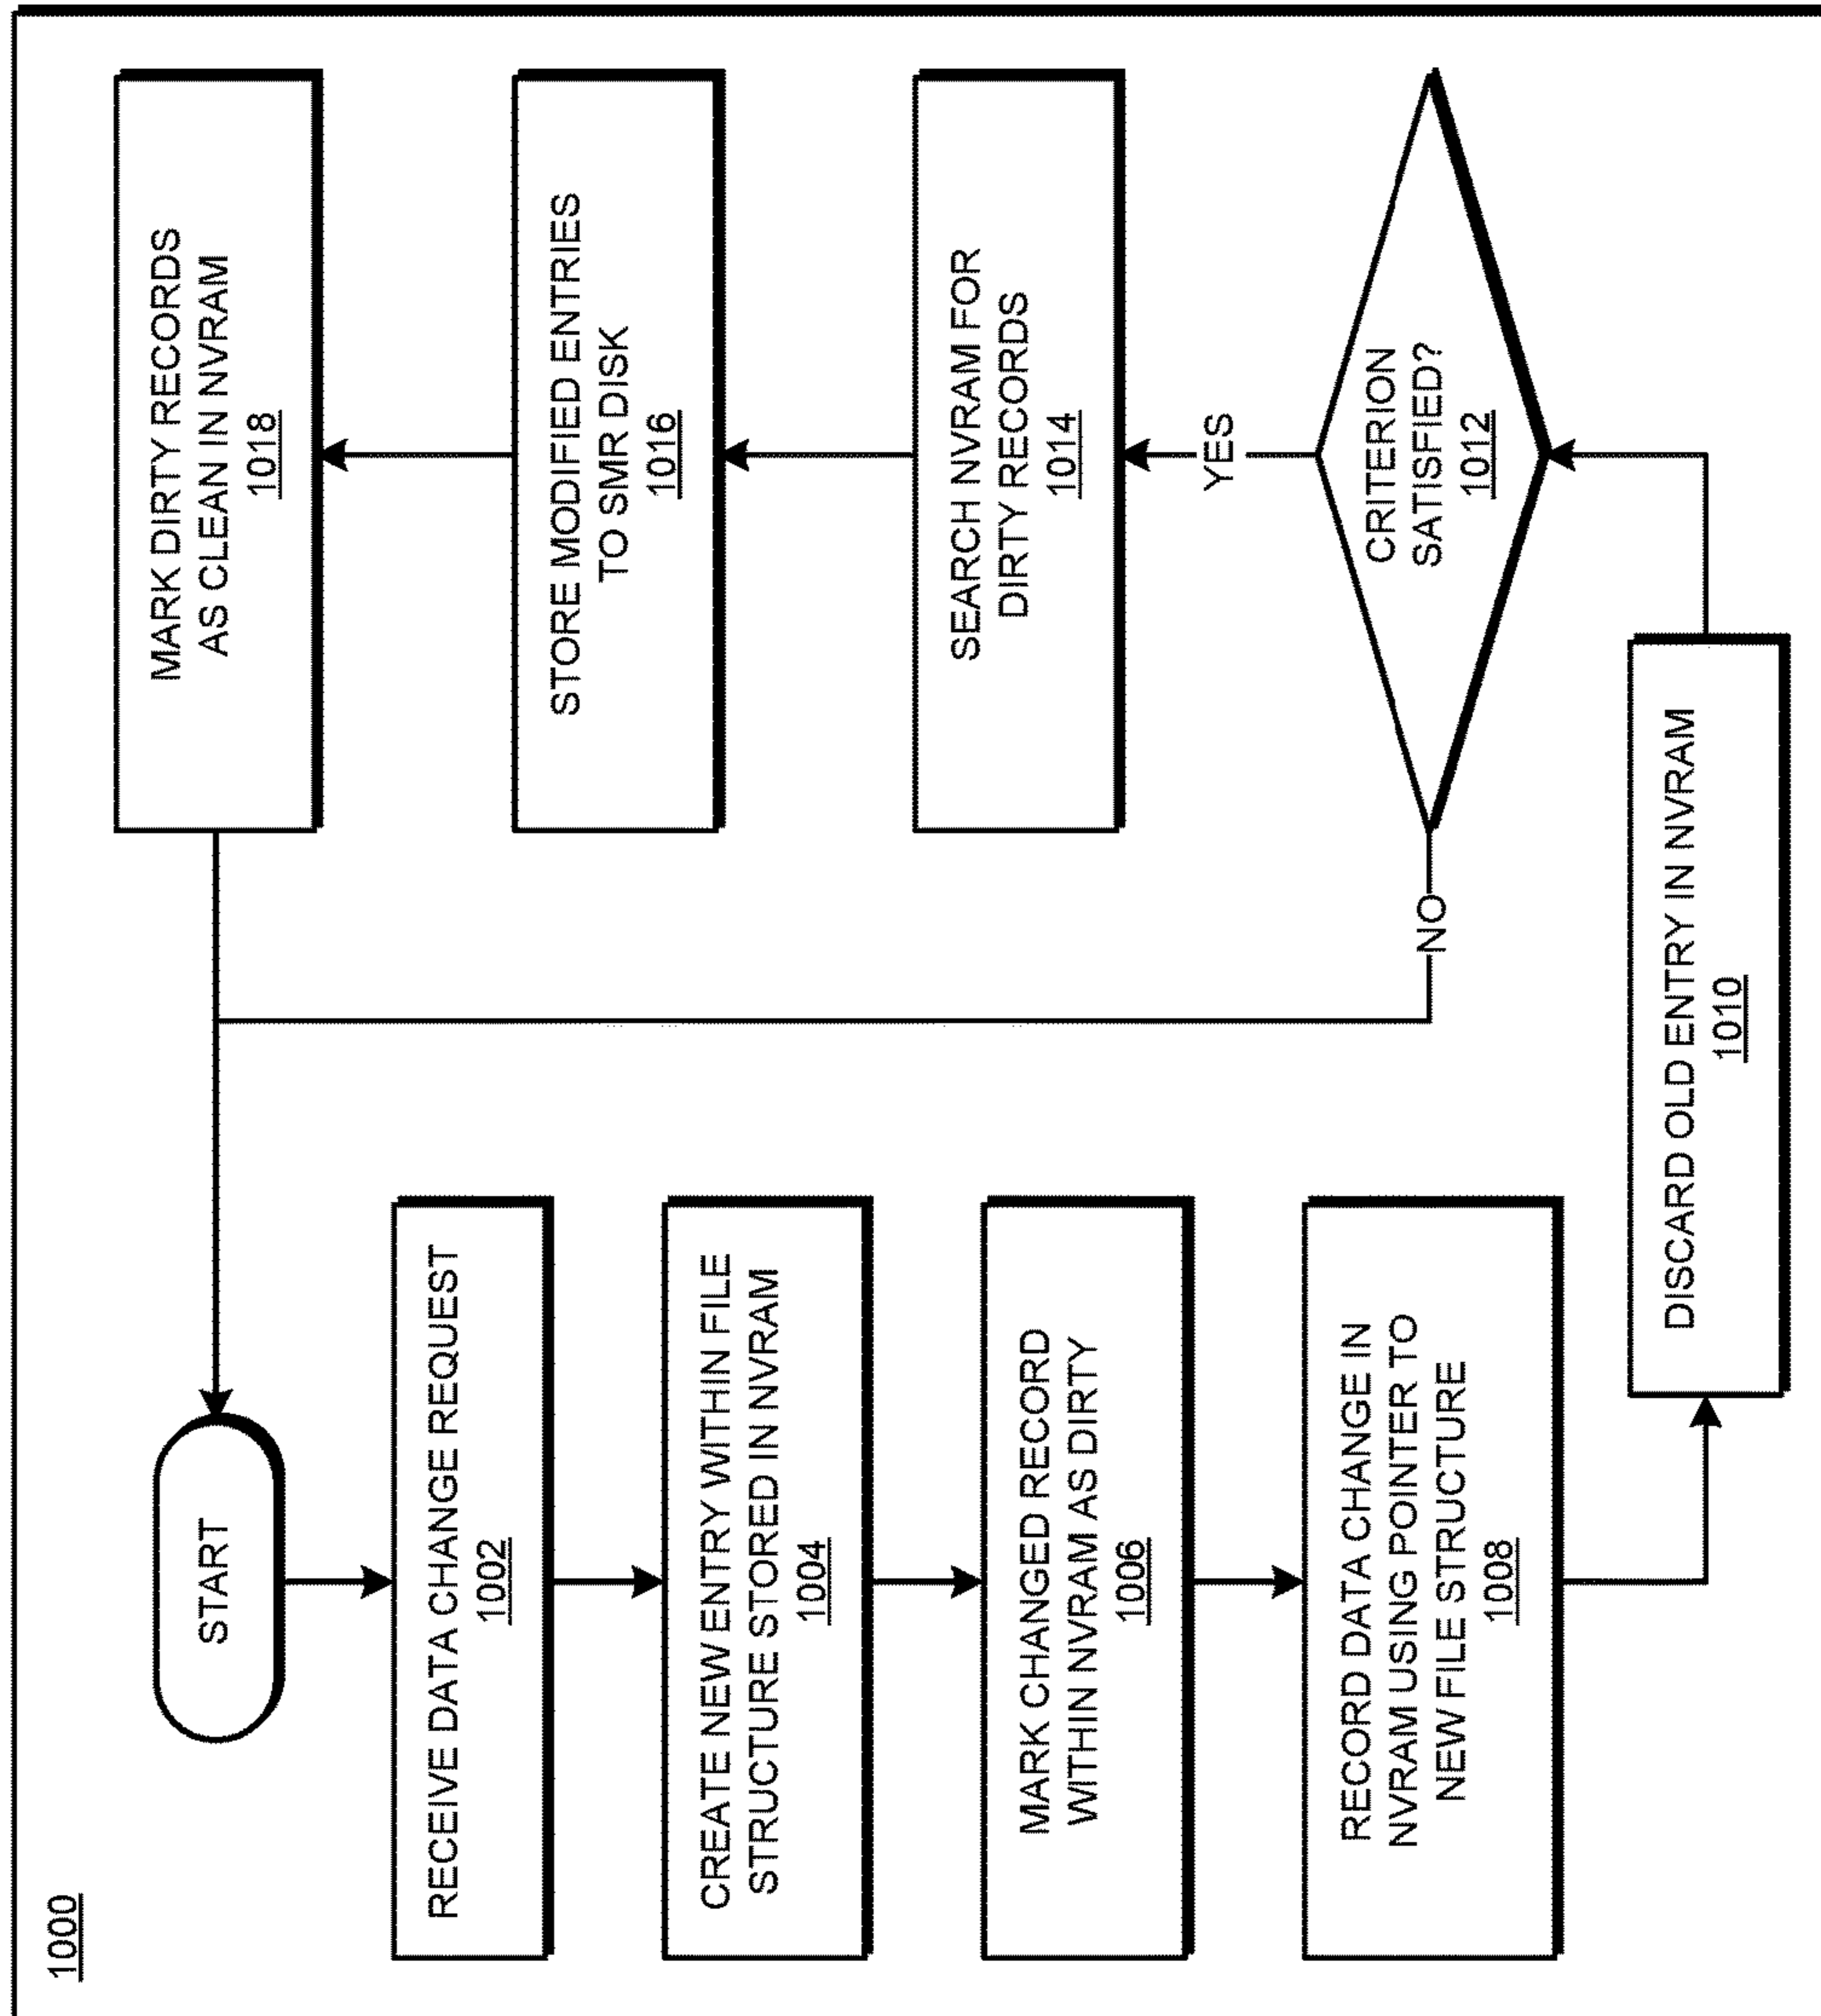 1000
START
RECEIVE DATA CHANGE REQUEST
1002
CREATE NEW ENTRY WITHIN FILE
STRUCTURE STORED IN NVRAM
1004
MARK CHANGED RECORD
WITHIN NVRAM AS DIRTY
1006
RECORD DATA CHANGE IN
NVRAM USING POINTER TO
NEW FILE STRUCTURE
1008
DISCARD OLD ENTRY IN NVRAM
1010
CRITERION
SATISFIED?
1012
NO
YES
SEARCH NVRAM FOR
DIRTY RECORDS
1014
STORE MODIFIED ENTRIES
TO SMR DISK
1016
MARK DIRTY RECORDS
AS CLEAN IN NVRAM
1018